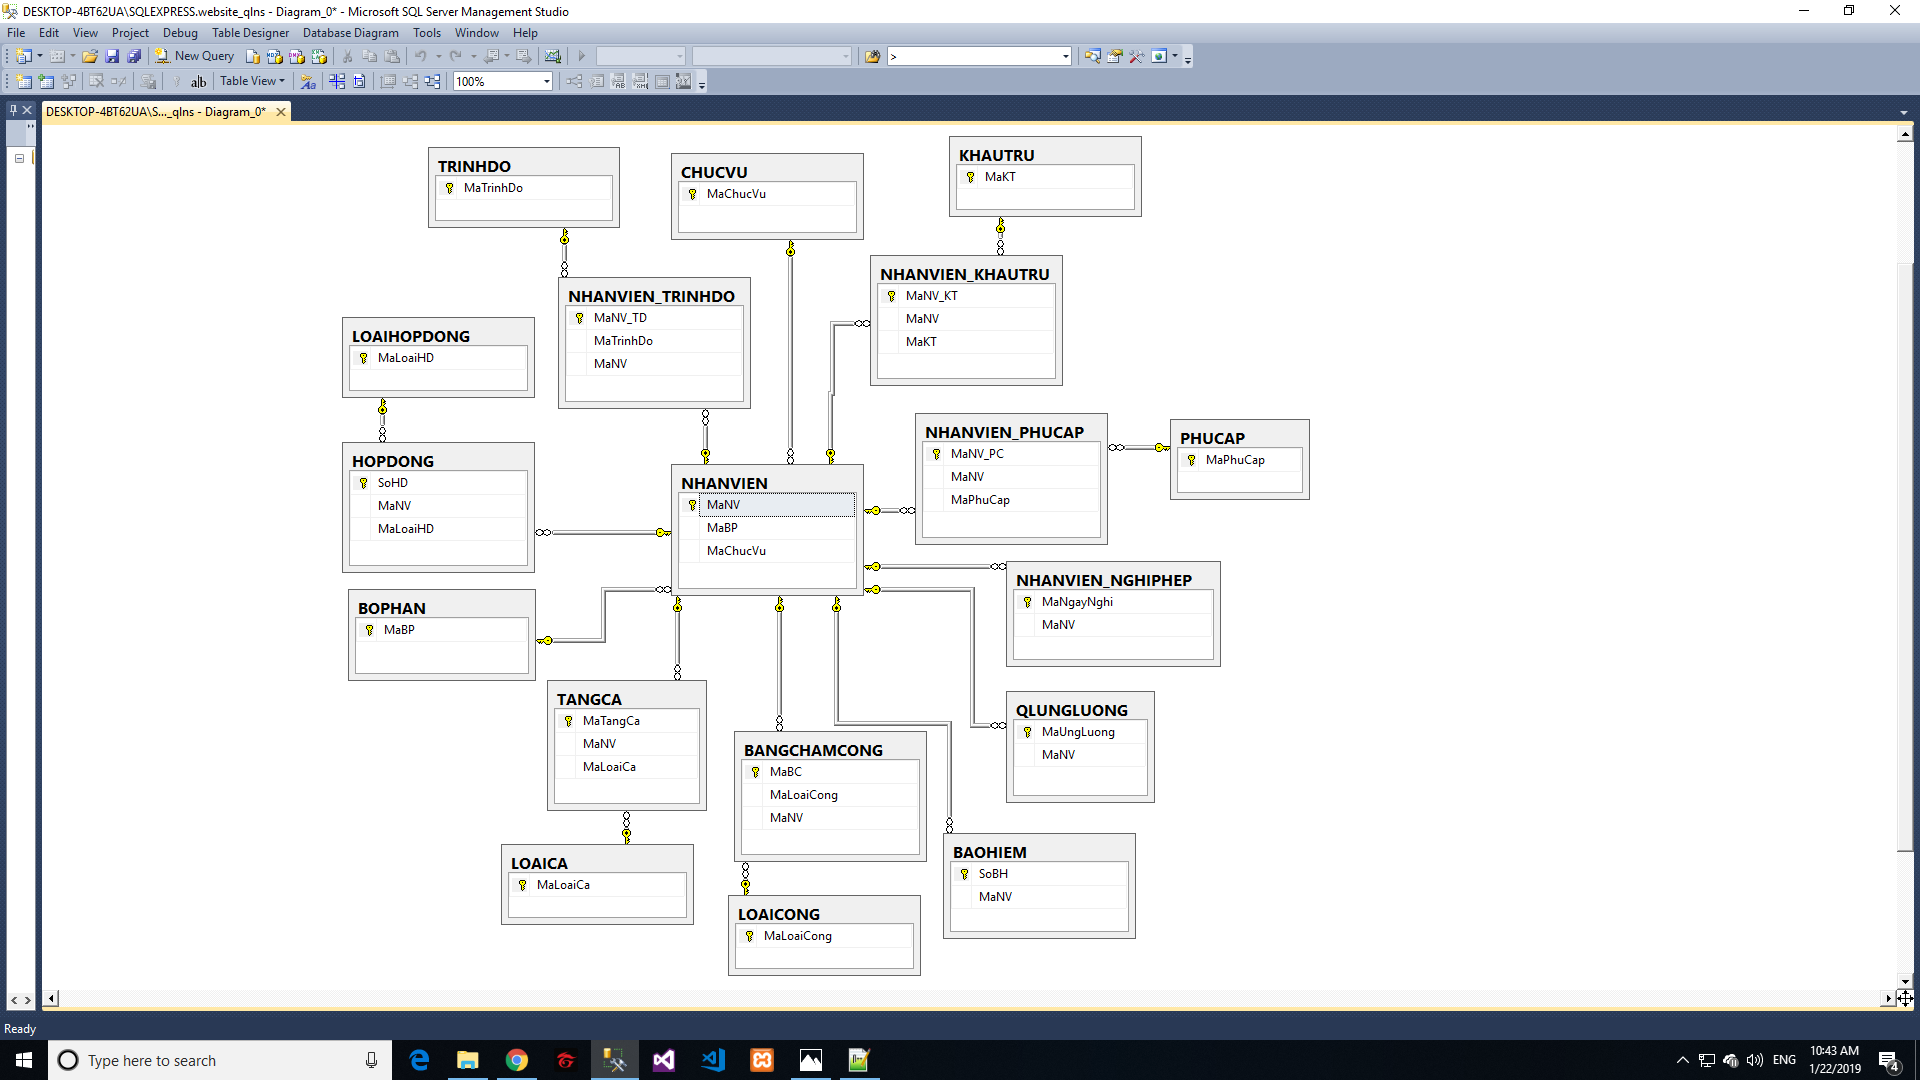 DESKTOP-4BT62UA\SQLEXPRESS.website_qlns - Diagram_0* - Microsoft SQL Server Management Studio
File Edit View Project Debug Table Designer Database Diagram Tools Window Help
New Query
>
ab Table View 100%
DESKTOP-4BT62UA\S..._qlns - Diagram_0*
TRINHDO
MaTrinhDo
CHUCVU
MaChucVu
KHAUTRU
MaKT
NHANVIEN_TRINHDO
MaNV_TD
MaTrinhDo
MaNV
NHANVIEN_KHAUTRU
MaNV_KT
MaNV
MaKT
LOAIHOPDONG
MaLoaiHD
HOPDONG
SoHD
MaNV
MaLoaiHD
NHANVIEN
MaNV
MaBP
MaChucVu
NHANVIEN_PHUCAP
MaNV_PC
MaNV
MaPhuCap
PHUCAP
MaPhuCap
NHANVIEN_NGHIPHEP
MaNgayNghi
MaNV
BOPHAN
MaBP
TANGCA
MaTangCa
MaNV
MaLoaiCa
BANGCHAMCONG
MaBC
MaLoaiCong
MaNV
QLUNGLUONG
MaUngLuong
MaNV
LOAICA
MaLoaiCa
LOAICONG
MaLoaiCong
BAOHIEM
SoBH
MaNV
Ready
Type here to search
ENG
10:43 AM
1/22/2019
4